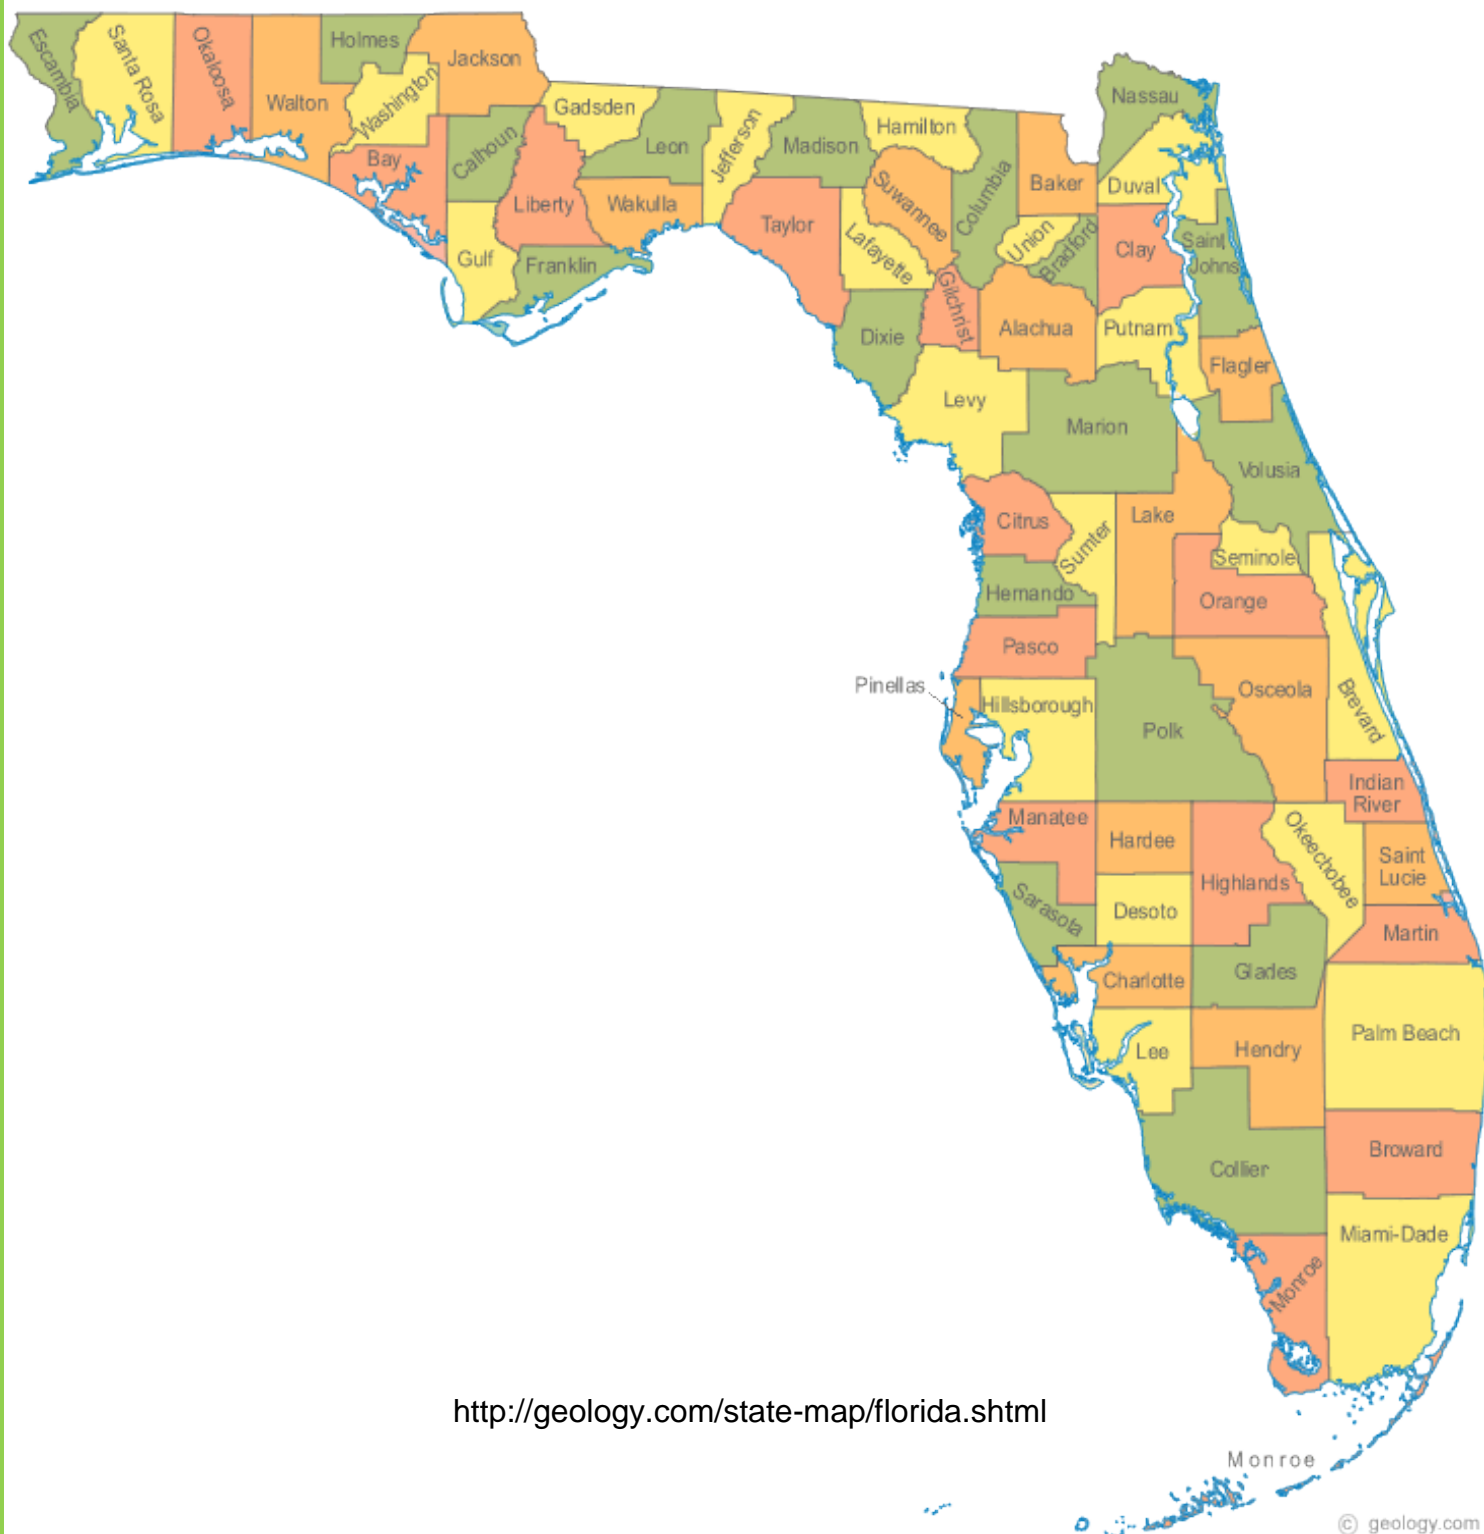 Escambia
Santa Rosa
Okaloosa
Walton
Holmes
Washington
Jackson
Bay
Calhoun
Gulf
Liberty
Gadsden
Franklin
Leon
Wakulla
Jefferson
Madison
Taylor
Hamilton
Suwannee
Lafayette
Dixie
Columbia
Gilchrist
Levy
Baker
Union
Bradford
Alachua
Nassau
Duval
Clay
Saint
Johns
Putnam
Flagler
Marion
Volusia
Citrus
Sumter
Lake
Seminole
Hernando
Orange
Pasco
Pinellas
Hillsborough
Polk
Osceola
Brevard
Indian
River
Manatee
Hardee
Highlands
Okeechobee
Saint
Lucie
Sarasota
Desoto
Martin
Charlotte
Glades
Lee
Hendry
Palm Beach
Collier
Broward
Miami-Dade
Monroe
http://geology.com/state-map/florida.shtml
Monroe
© geology.com